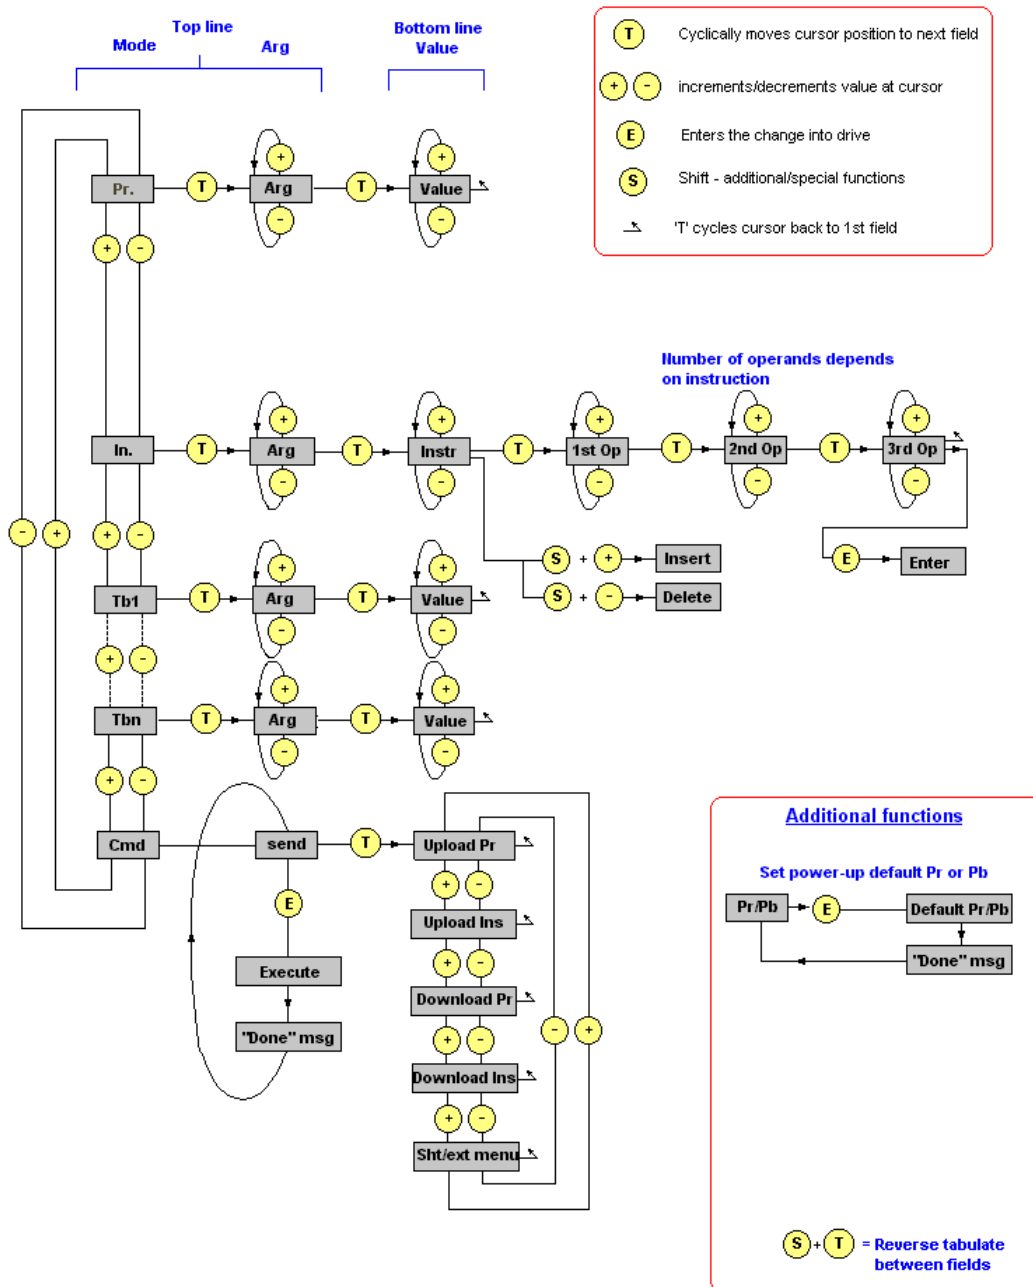 Top line
Mode
Arg
Bottom line
Value
T Cyclically moves cursor position to next field
+ - increments/decrements value at cursor
E Enters the change into drive
S Shift - additional/special functions
'T' cycles cursor back to 1st field
+ +
Pr. T Arg T Value
+ - - -
Number of operands depends
on instruction
+ + + + + +
In. T Arg T Instr T 1st Op T 2nd Op T 3rd Op
- - - - - -
- + + -
S + + Insert
E Enter
+ +
Tb1 T Arg T Value
S + - Delete
- -
+ -
+ +
Tbn T Arg T Value
- -
+ -
Cmd send T Upload Pr
+ -
E
Upload Ins
+ -
Execute
Download Pr
"Done" msg
+ - - +
Download Ins
+ -
Sht/ext menu
Additional functions
Set power-up default Pr or Pb
Pr/Pb E Default Pr/Pb
"Done" msg
S + T = Reverse tabulate
between fields